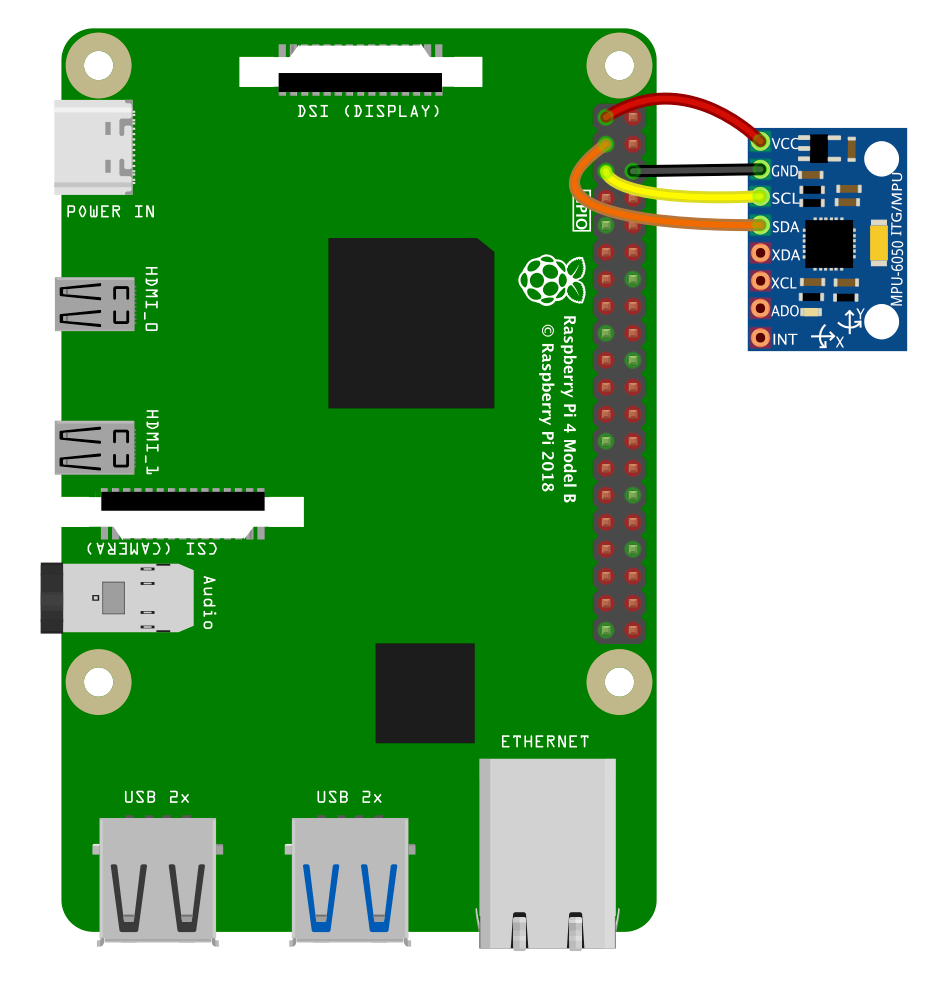 DSI (DISPLAY)
POWER IN
HDMI_0
HDMI_1
CSI (CAMERA)
Audio
GPIO
Raspberry Pi 4 Model B
© Raspberry Pi 2018
ETHERNET
USB 2x
USB 2x
VCC
GND
SCL
SDA
XDA
XCL
ADO
INT
MPU-6050 ITG/MPU
Y
X